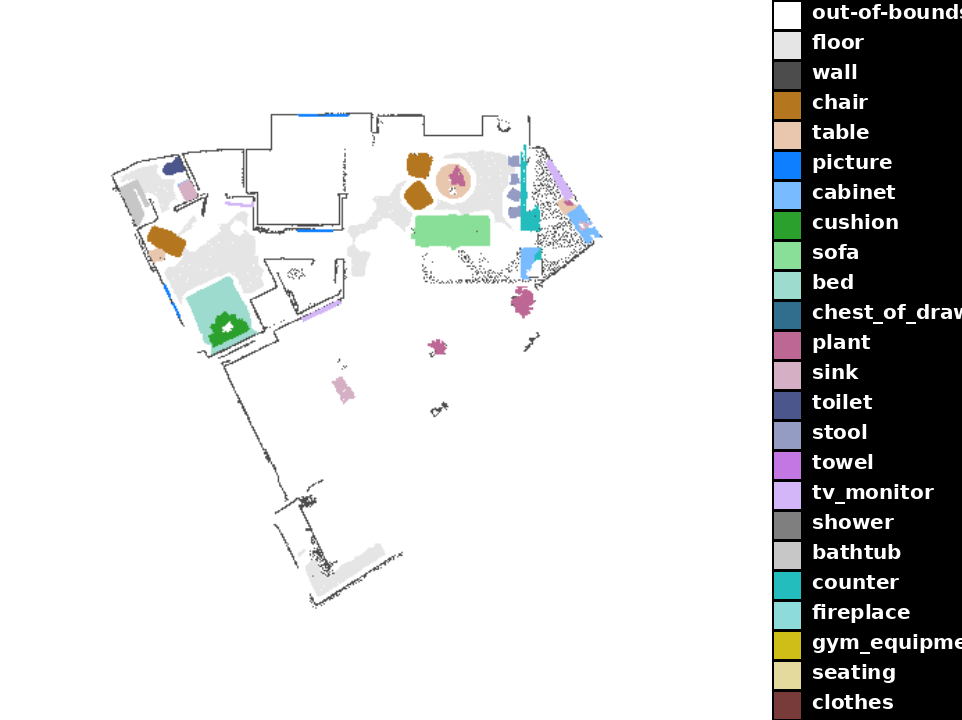 out-of-bounds
floor
wall
chair
table
picture
cabinet
cushion
sofa
bed
chest_of_draw
plant
sink
toilet
stool
towel
tv_monitor
shower
bathtub
counter
fireplace
gym_equipme
seating
clothes